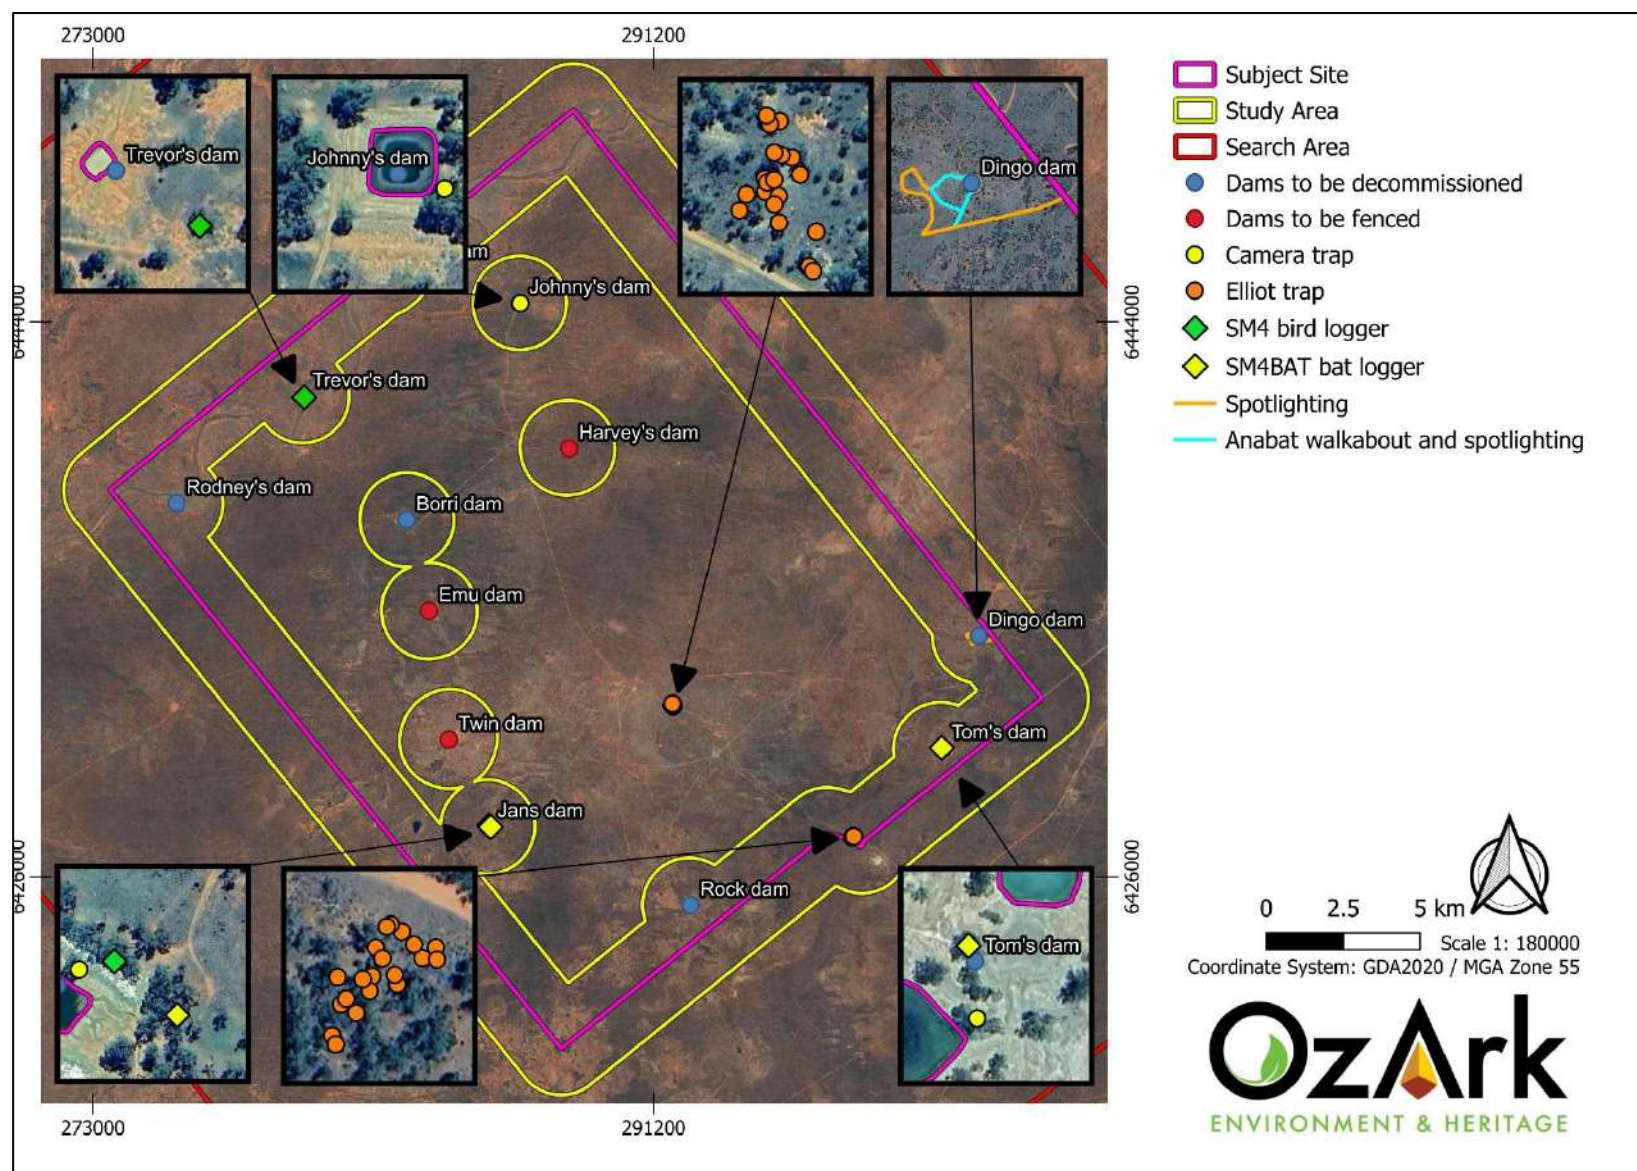 273000
291200
Trevor's dam
Johnny's dam
Dingo dam
am
Johnny's dam
6444000
6444000
Trevor's dam
Harvey's dam
Rodney's dam
Borri dam
Emu dam
Dingo dam
Twin dam
Tom's dam
Jans dam
Rock dam
6426000
6426000
Tom's dam
273000
291200
Subject Site
Study Area
Search Area
Dams to be decommissioned
Dams to be fenced
Camera trap
Elliot trap
SM4 bird logger
SM4BAT bat logger
Spotlighting
Anabat walkabout and spotlighting
0 2.5 5 km
Scale 1: 180000
Coordinate System: GDA2020 / MGA Zone 55
OzArk
ENVIRONMENT & HERITAGE